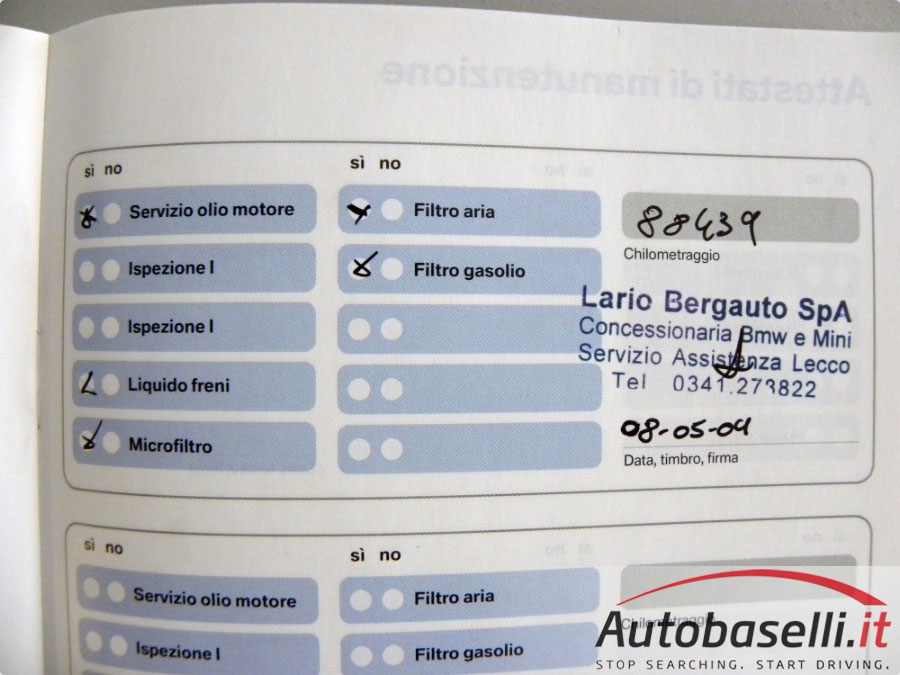 Attestati di manutenzione
sì no
sì no
Servizio olio motore
Filtro aria
88439
Ispezione I
Filtro gasolio
Chilometraggio
Ispezione I
Lario Bergauto SpA
Concessionaria Bmw e Mini
Servizio Assistenza Lecco
Tel 0341.273822
Liquido freni
Microfiltro
08-05-09
Data, timbro, firma
sì no
sì no
Servizio olio motore
Filtro aria
Chilometraggio
Ispezione I
Filtro gasolio
Autobaselli.it
STOP SEARCHING. START DRIVING.